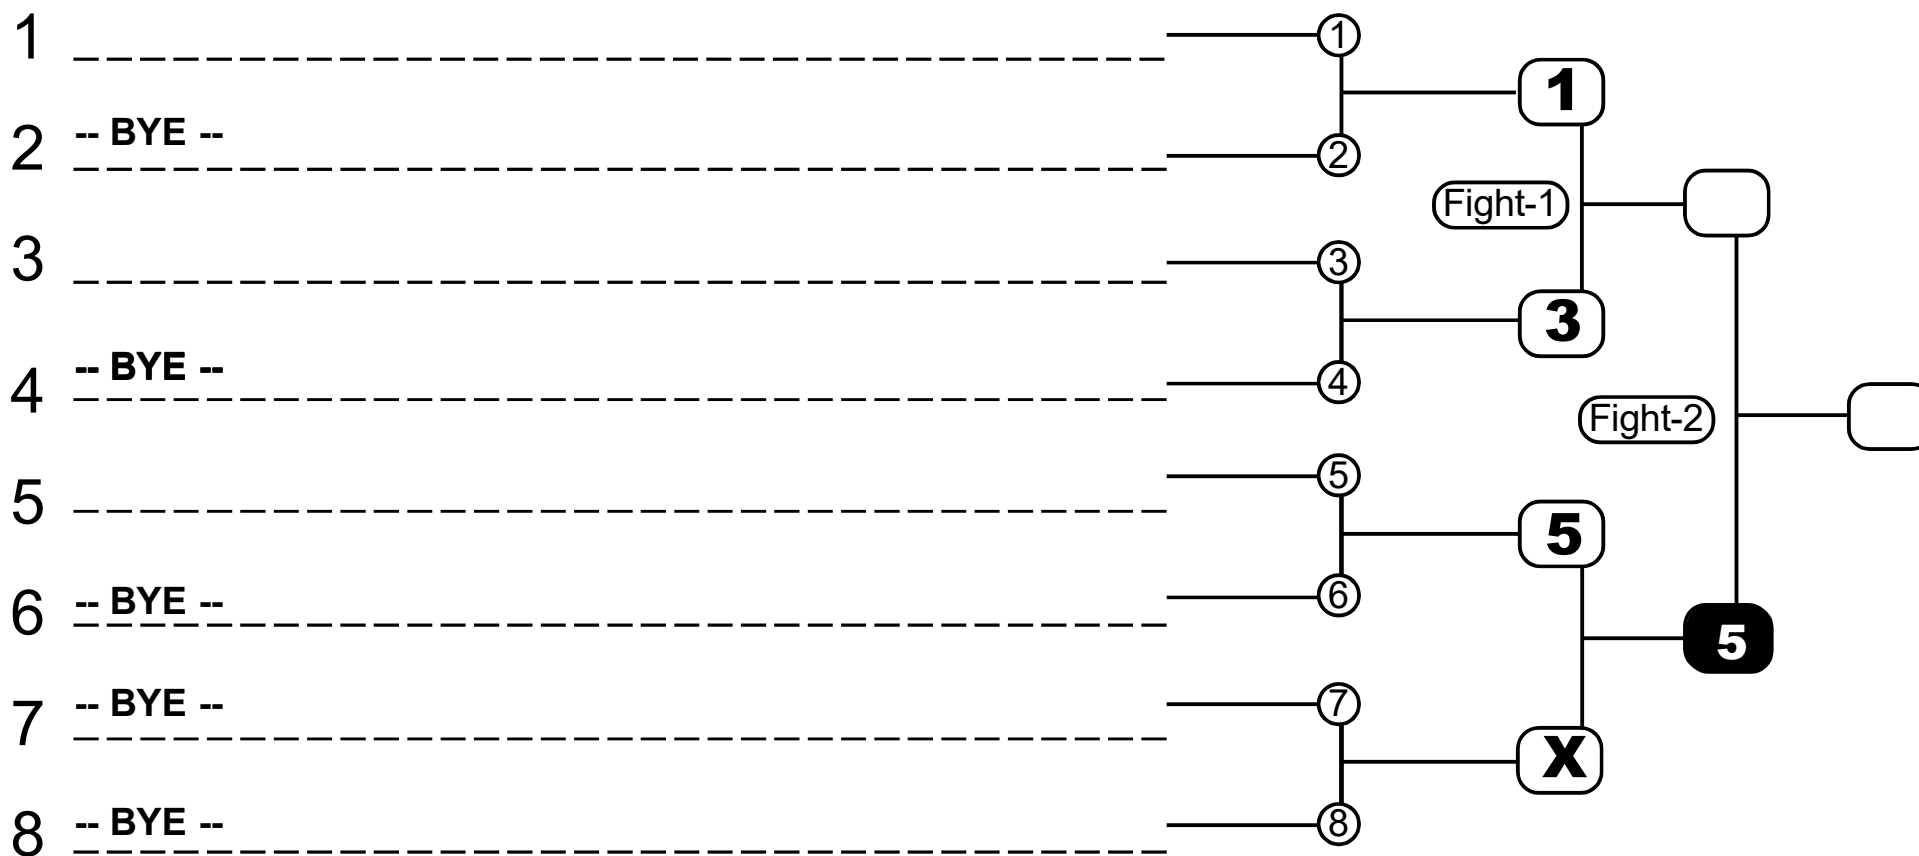 1 1
1
2 -- BYE -- 2
Fight-1
3 3
3
4 -- BYE -- 4
Fight-2
5 5
5
6 -- BYE -- 6
5
7 -- BYE -- 7
X
8 -- BYE -- 8